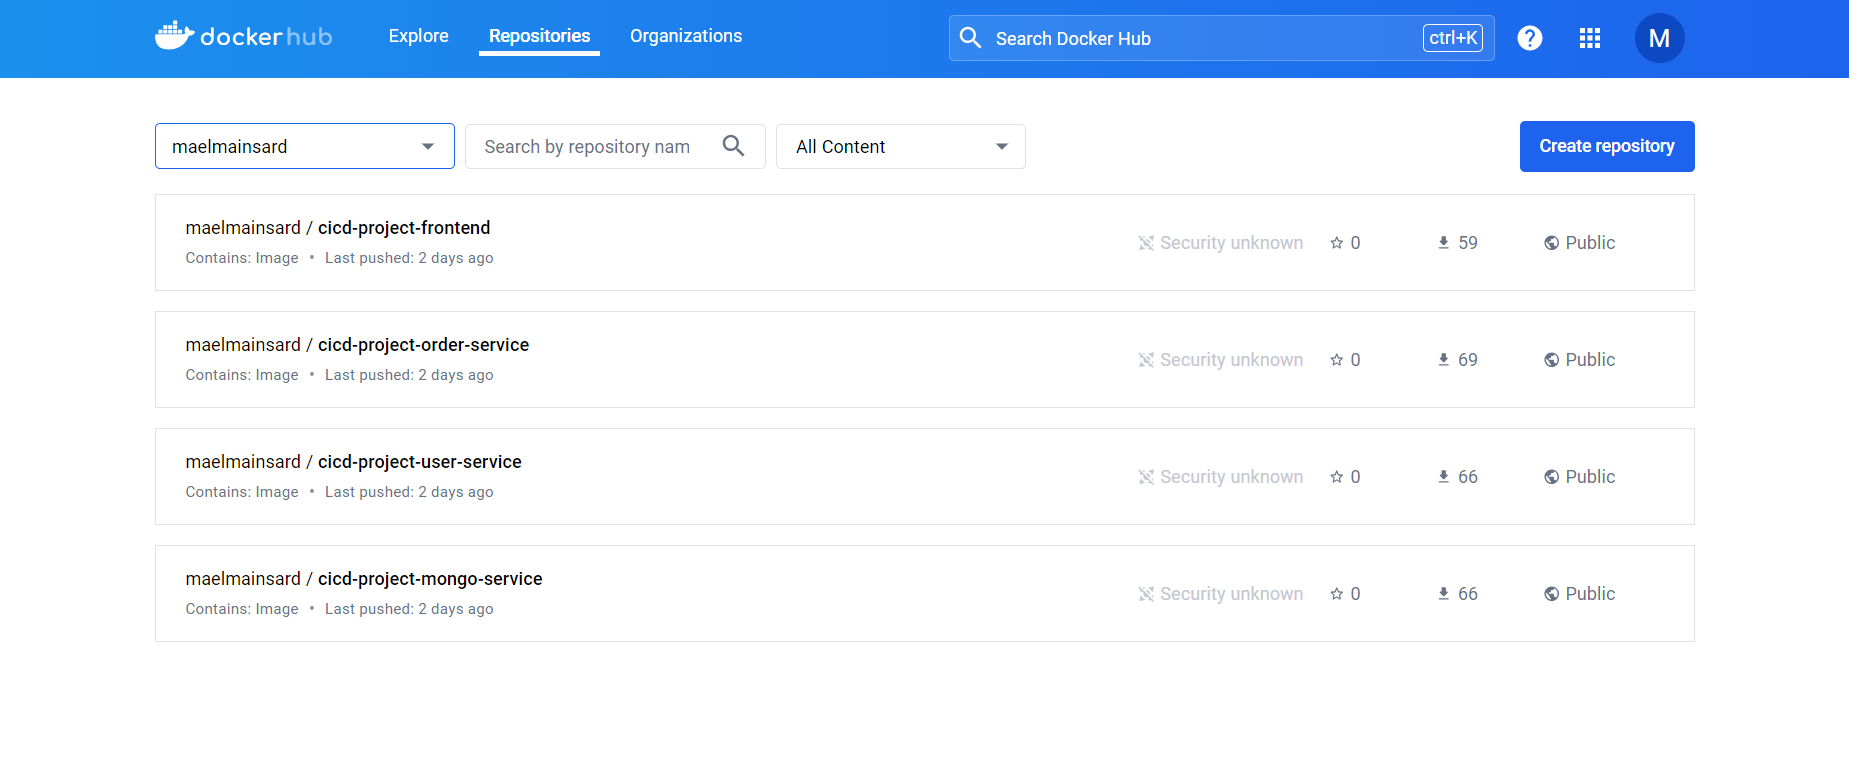 dockerhub Explore Repositories Organizations Search Docker Hub ctrl+K ? M
maelmainsard Search by repository nam All Content Create repository
maelmainsard / cicd-project-frontend
Contains: Image • Last pushed: 2 days ago
Security unknown 0 59 Public
maelmainsard / cicd-project-order-service
Contains: Image • Last pushed: 2 days ago
Security unknown 0 69 Public
maelmainsard / cicd-project-user-service
Contains: Image • Last pushed: 2 days ago
Security unknown 0 66 Public
maelmainsard / cicd-project-mongo-service
Contains: Image • Last pushed: 2 days ago
Security unknown 0 66 Public